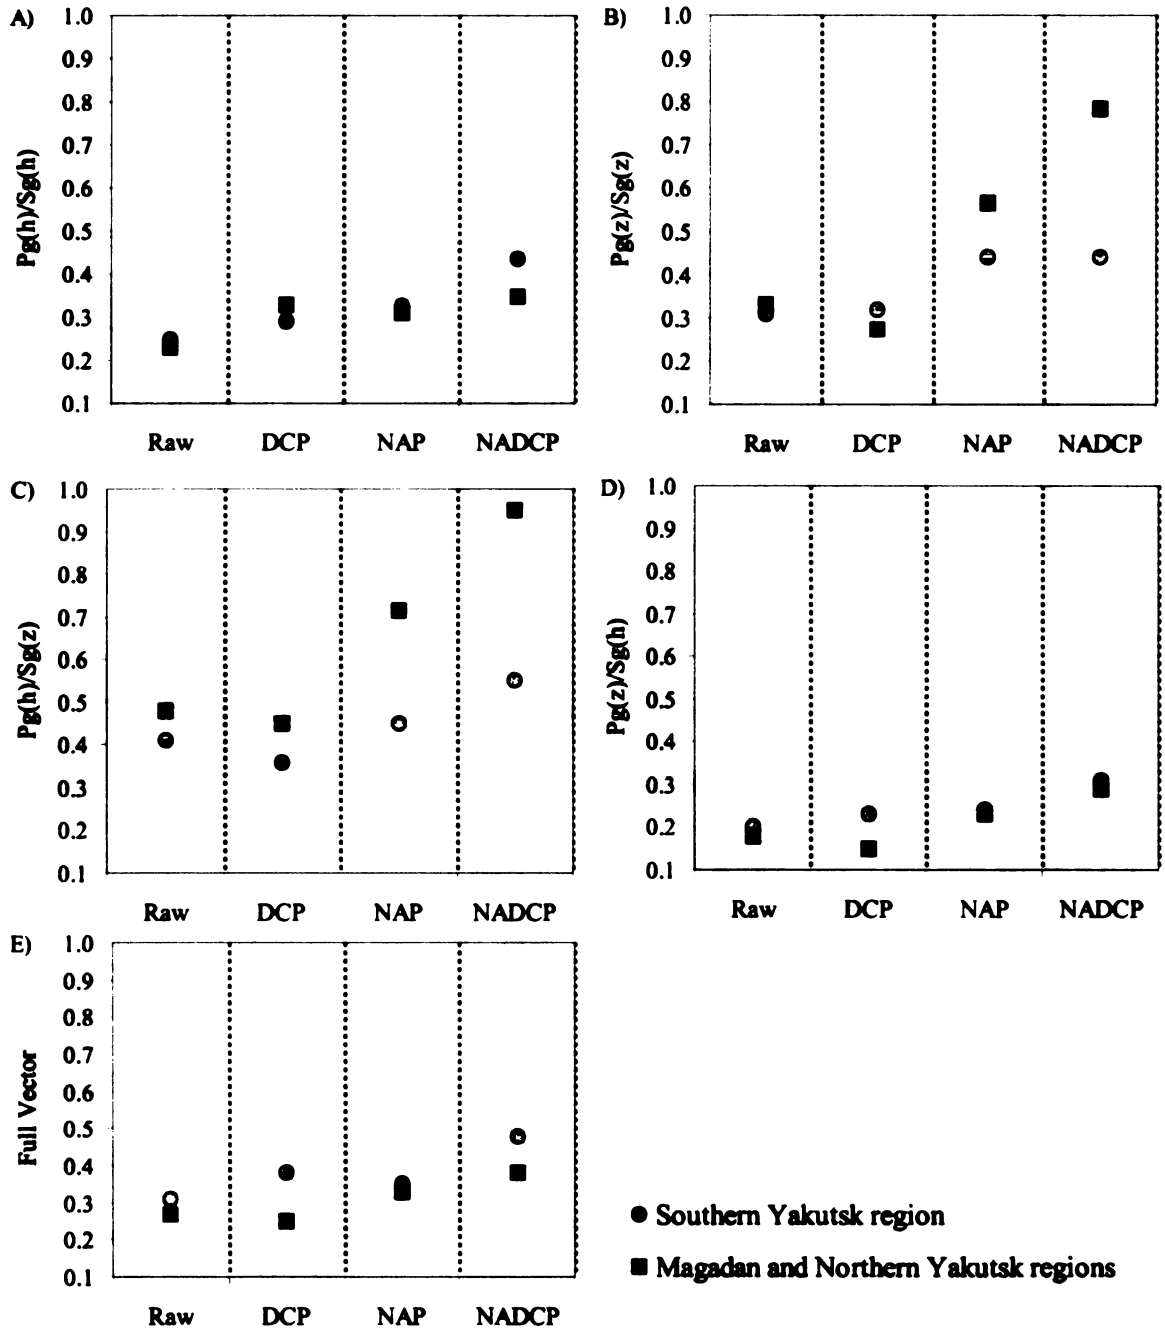 A)
Pg(h)/Sg(h)
1.0
0.9
0.8
0.7
0.6
0.5
0.4
0.3
0.2
0.1
Raw DCP NAP NADCP
B)
Pg(z)/Sg(z)
1.0
0.9
0.8
0.7
0.6
0.5
0.4
0.3
0.2
0.1
Raw DCP NAP NADCP
C)
Pg(h)/Sg(z)
1.0
0.9
0.8
0.7
0.6
0.5
0.4
0.3
0.2
0.1
Raw DCP NAP NADCP
D)
Pg(z)/Sg(h)
1.0
0.9
0.8
0.7
0.6
0.5
0.4
0.3
0.2
0.1
Raw DCP NAP NADCP
E)
Full Vector
1.0
0.9
0.8
0.7
0.6
0.5
0.4
0.3
0.2
0.1
Raw DCP NAP NADCP
Southern Yakutsk region
Magadan and Northern Yakutsk regions